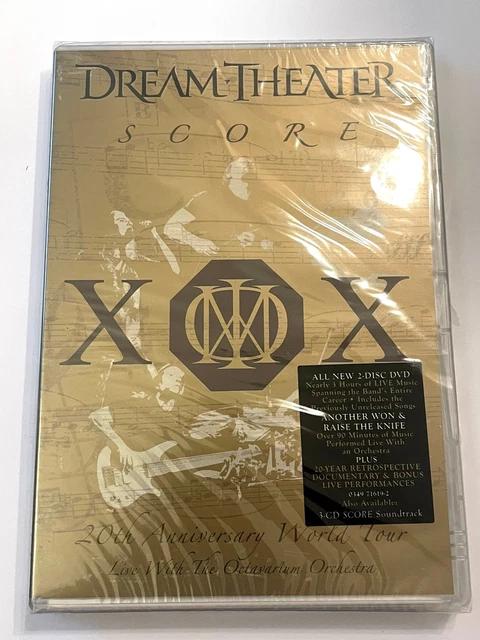 DREAM THEATER
SCORE
X X
ALL NEW 2-DISC DVD
Nearly 3 Hours of LIVE Music
Spanning the Band's Entire
Career • Includes the
Previously Unreleased Songs
ANOTHER WON &
RAISE THE KNIFE
Over 90 Minutes of Music
Performed Live With
an Orchestra
PLUS
20-YEAR RETROSPECTIVE
DOCUMENTARY & BONUS
LIVE PERFORMANCES
0349 71619-2
Also Available:
3-CD SCORE Soundtrack
20th Anniversary World Tour
Live With The Octavarium Orchestra